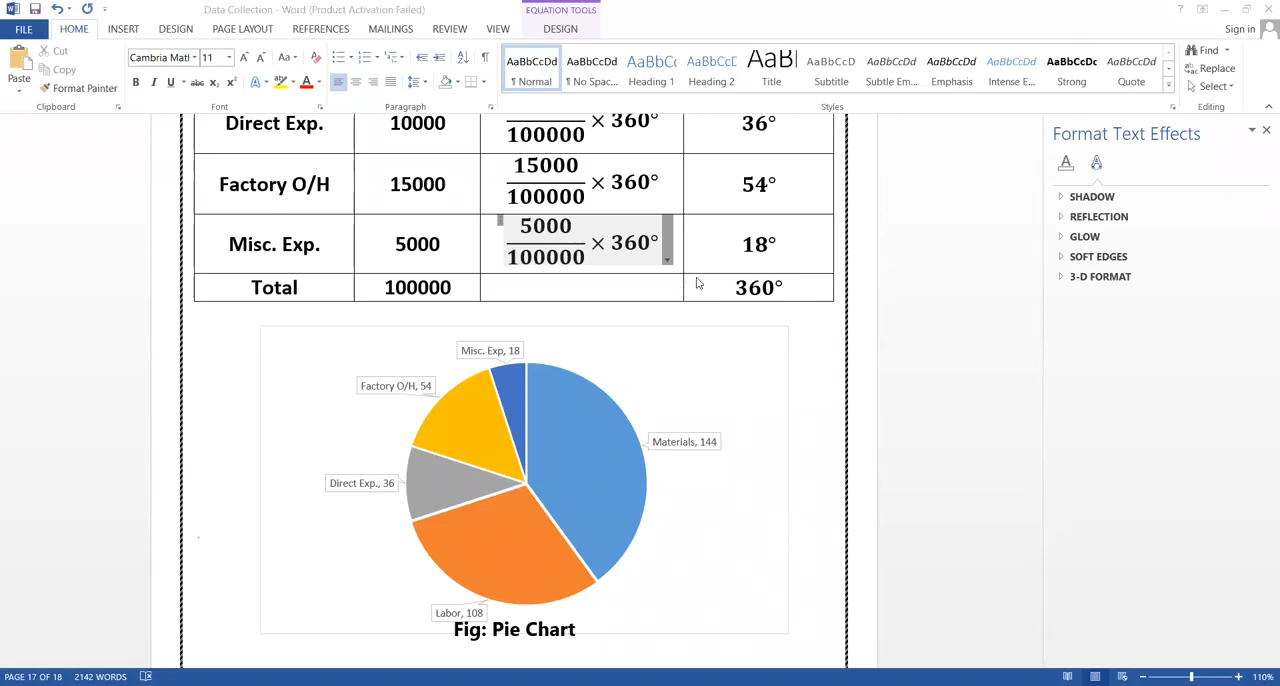 Data Collection - Word (Product Activation Failed)
EQUATION TOOLS
FILE HOME INSERT DESIGN PAGE LAYOUT REFERENCES MAILINGS REVIEW VIEW DESIGN Sign in
Paste
Cut
Copy
Format Painter
Clipboard
Cambria Matl 11
Font
Paragraph
AaBbCcDd AaBbCcDd AaBbC( AaBbCcD AaB AaBbCcD AaBbCcDd AaBbCcDd AaBbCcDd AaBbCcDc AaBbCcDd
¶ Normal ¶ No Spac... Heading 1 Heading 2 Title Subtitle Subtle Em... Emphasis Intense E... Strong Quote
Styles
Find
Replace
Select
Editing
Direct Exp. 10000 100000 × 360° 36°
Factory O/H 15000 15000/100000 × 360° 54°
Misc. Exp. 5000 5000/100000 × 360° 18°
Total 100000 360°
Misc. Exp, 18
Factory O/H, 54
Materials, 144
Direct Exp., 36
Labor, 108
Fig: Pie Chart
Format Text Effects
SHADOW
REFLECTION
GLOW
SOFT EDGES
3-D FORMAT
PAGE 17 OF 18 2142 WORDS 110%